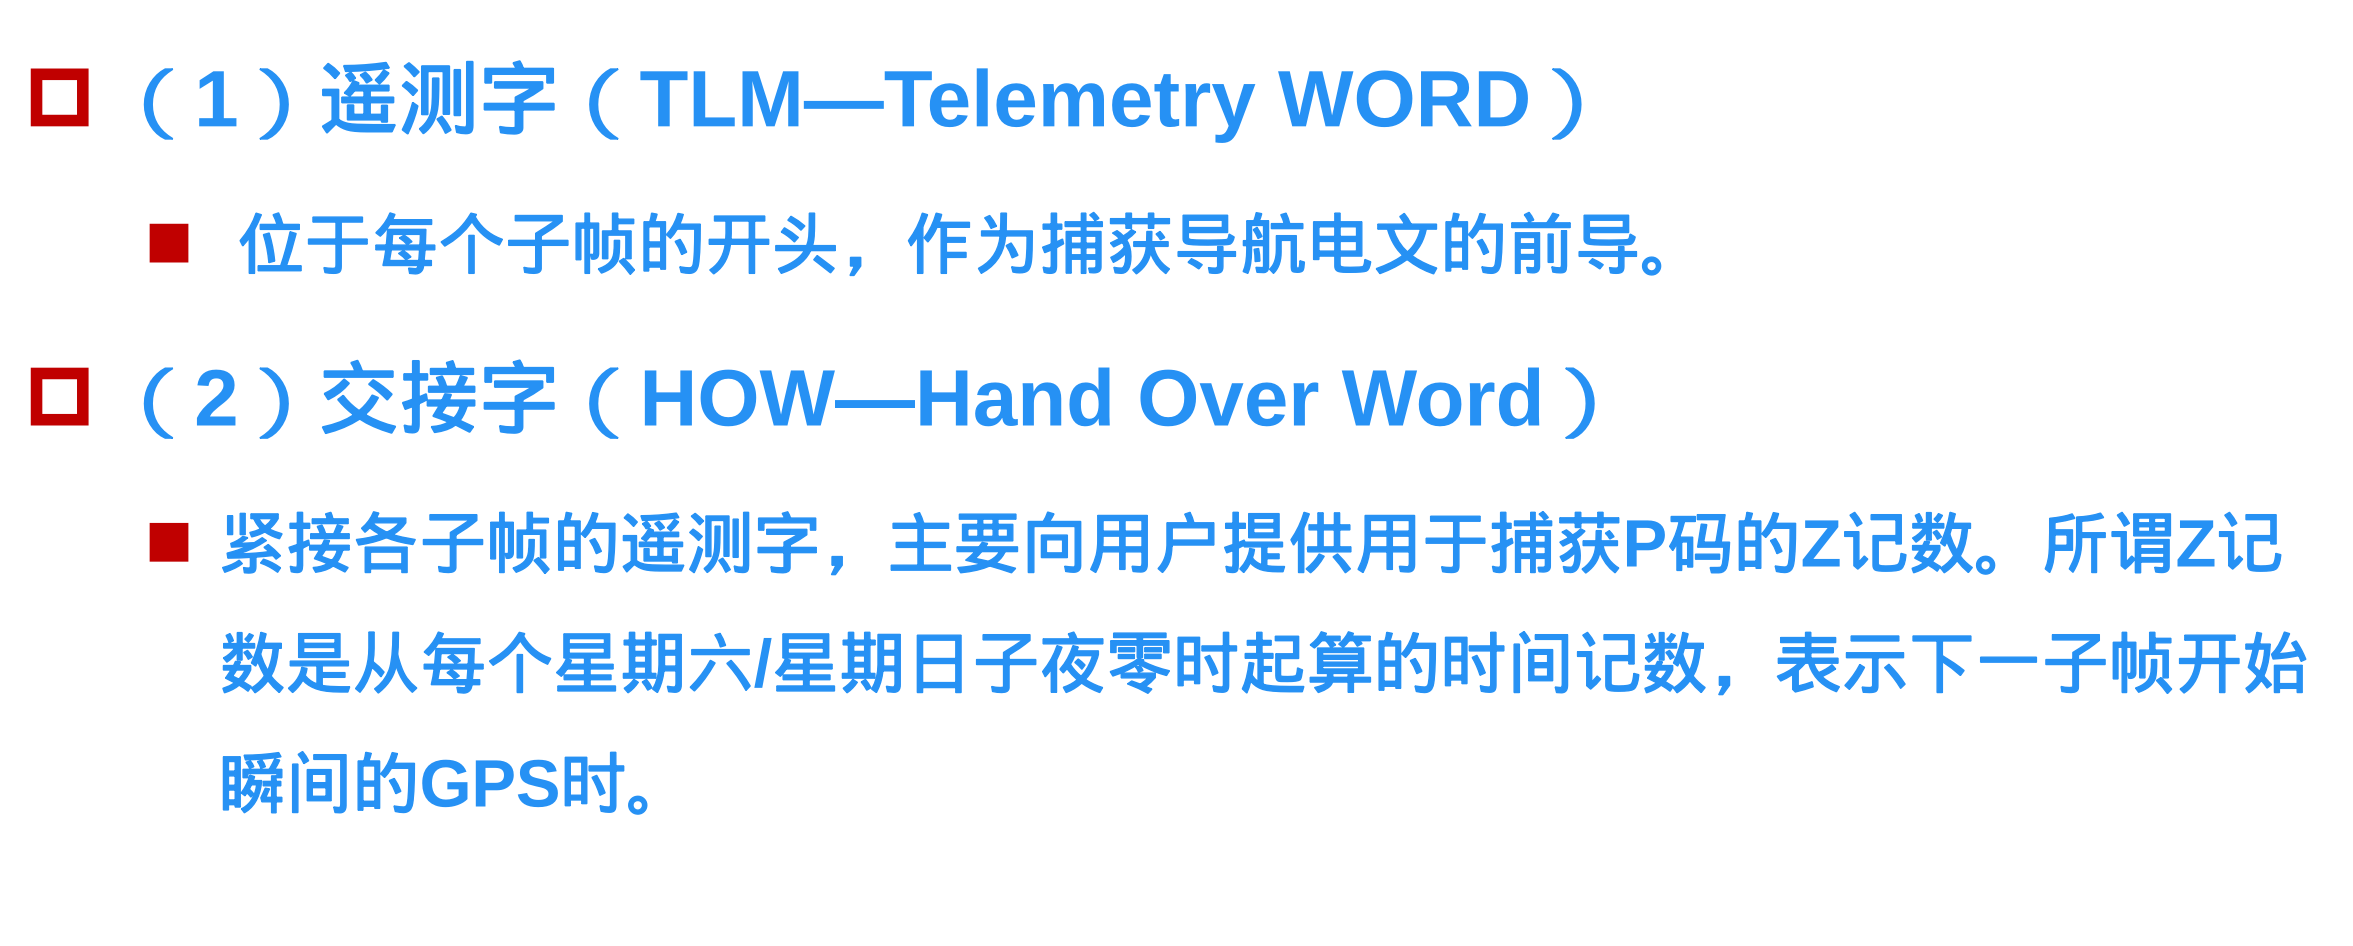 （1）遥测字（TLM—Telemetry WORD）
位于每个子帧的开头，作为捕获导航电文的前导。
（2）交接字（HOW—Hand Over Word）
紧接各子帧的遥测字，主要向用户提供用于捕获P码的Z记数。所谓Z记
数是从每个星期六/星期日子夜零时起算的时间记数，表示下一子帧开始
瞬间的GPS时。